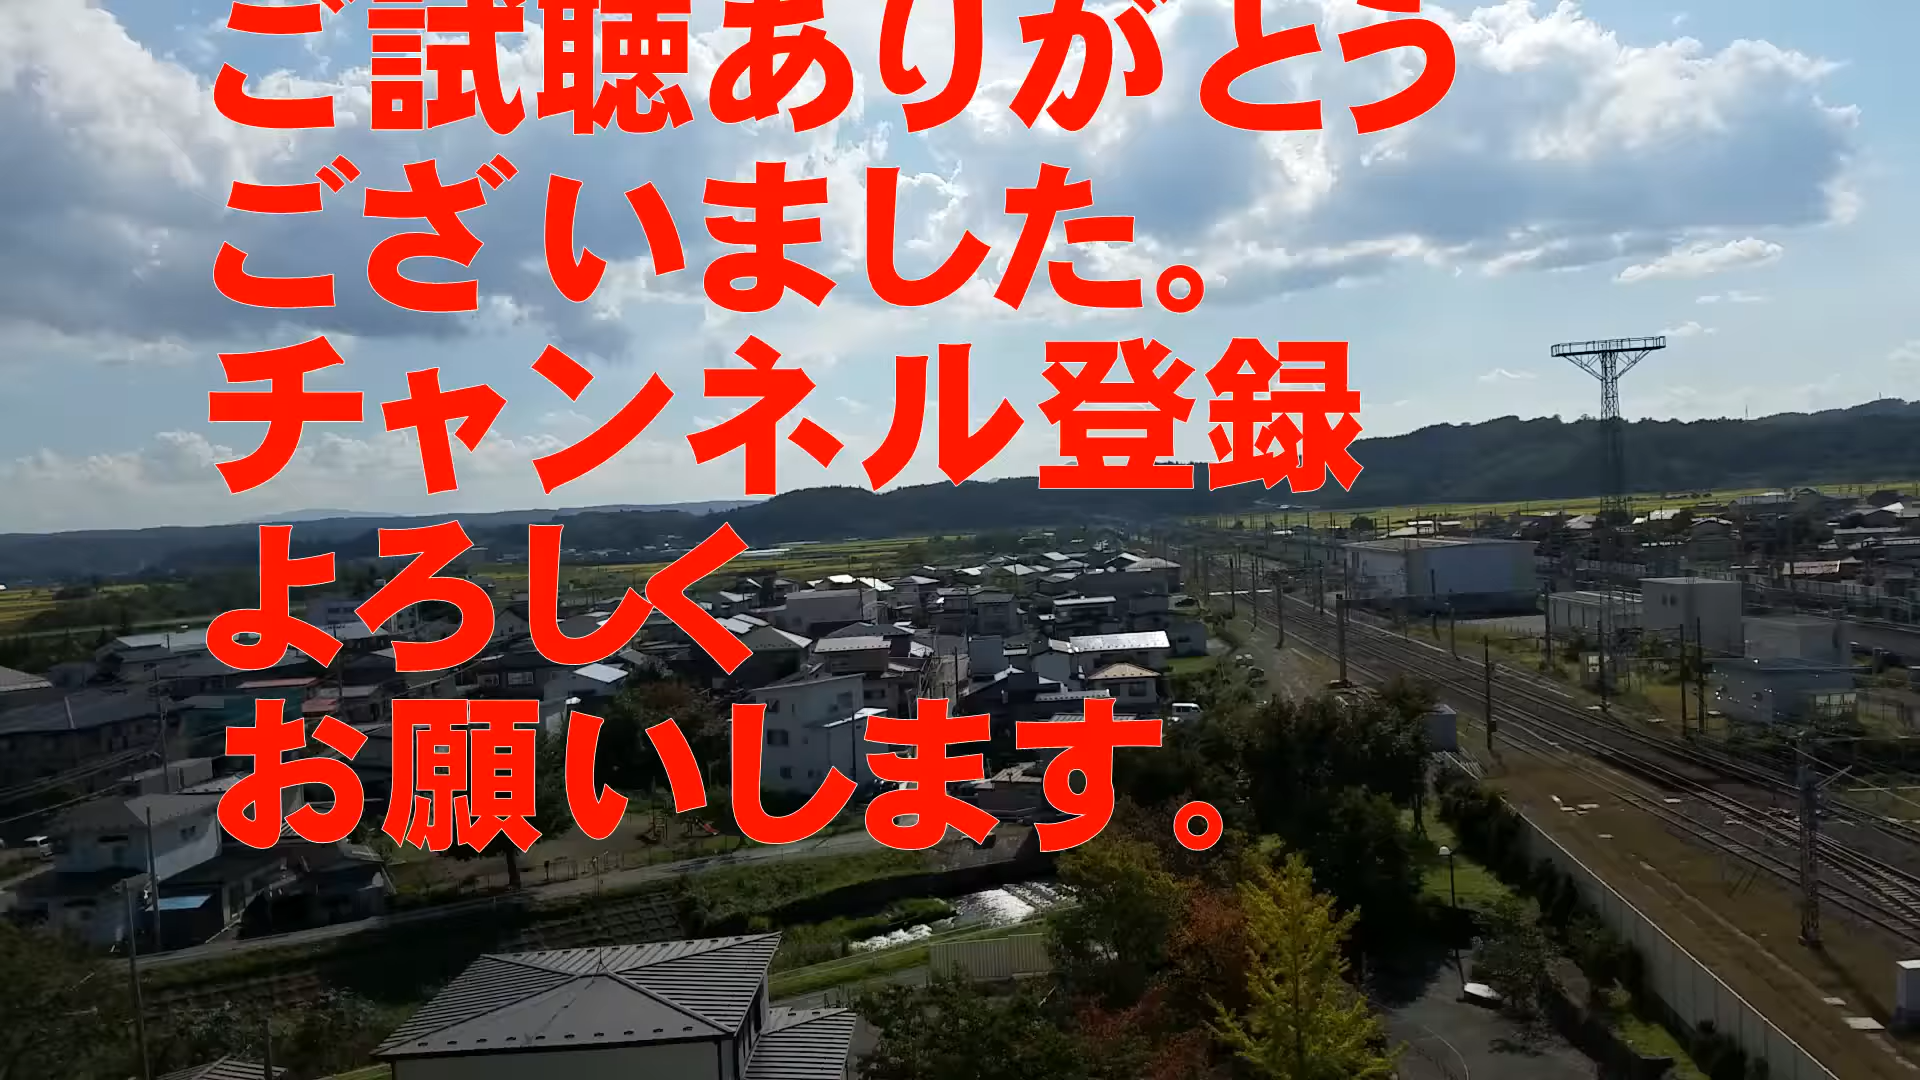 ご試聴ありがとう
ございました。
チャンネル登録
よろしく
お願いします。